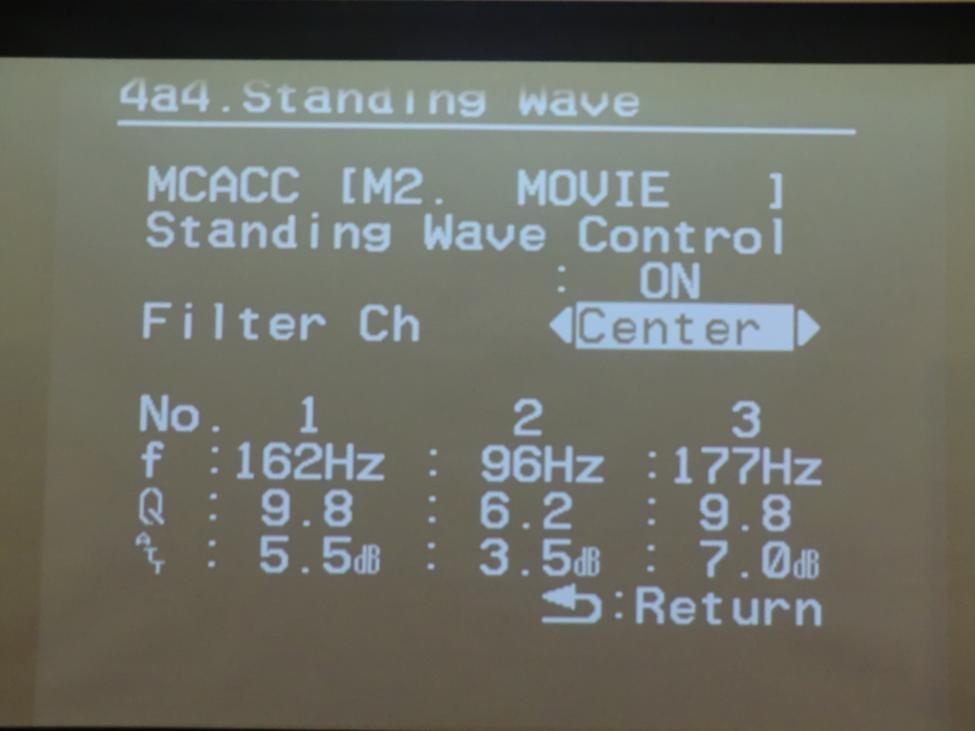 4a4.Standing Wave
MCACC [M2. MOVIE ]
Standing Wave Control
: ON
Filter Ch Center
No. 1 2 3
f :162Hz : 96Hz :177Hz
Q : 9.8 : 6.2 : 9.8
ATT : 5.5dB : 3.5dB : 7.0dB
:Return